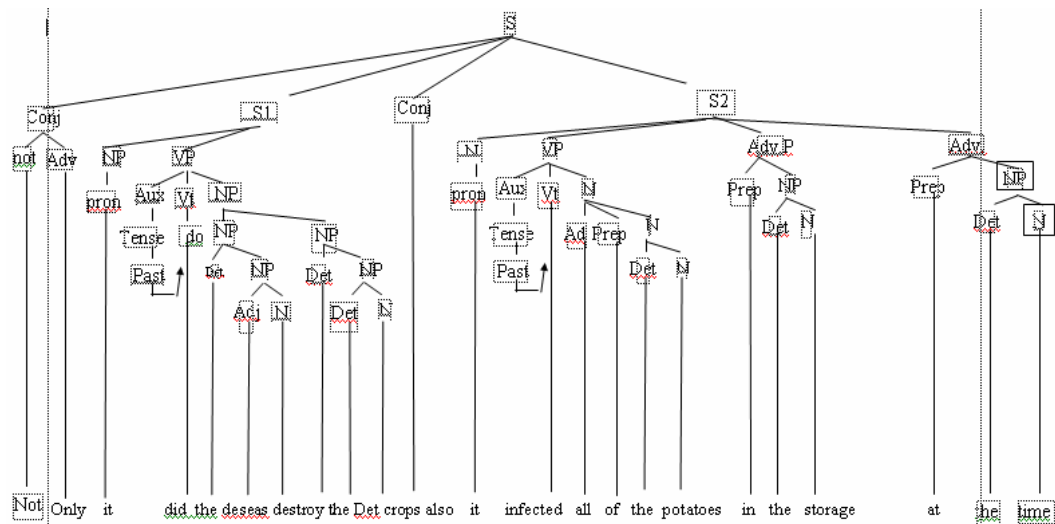 S
Conj S1 Conj S2
not Adv NP VP N VP Adv.P Adv.
pron Aux Vt NP pron Aux Vt N Prep NP Prep NP
Tense do NP NP Tense Ad Prep N Det N Det N
Past Det NP Det NP Past Det N
Adj N Det N
Not Only it did the deseas destroy the Det crops also it infected all of the potatoes in the storage at he time